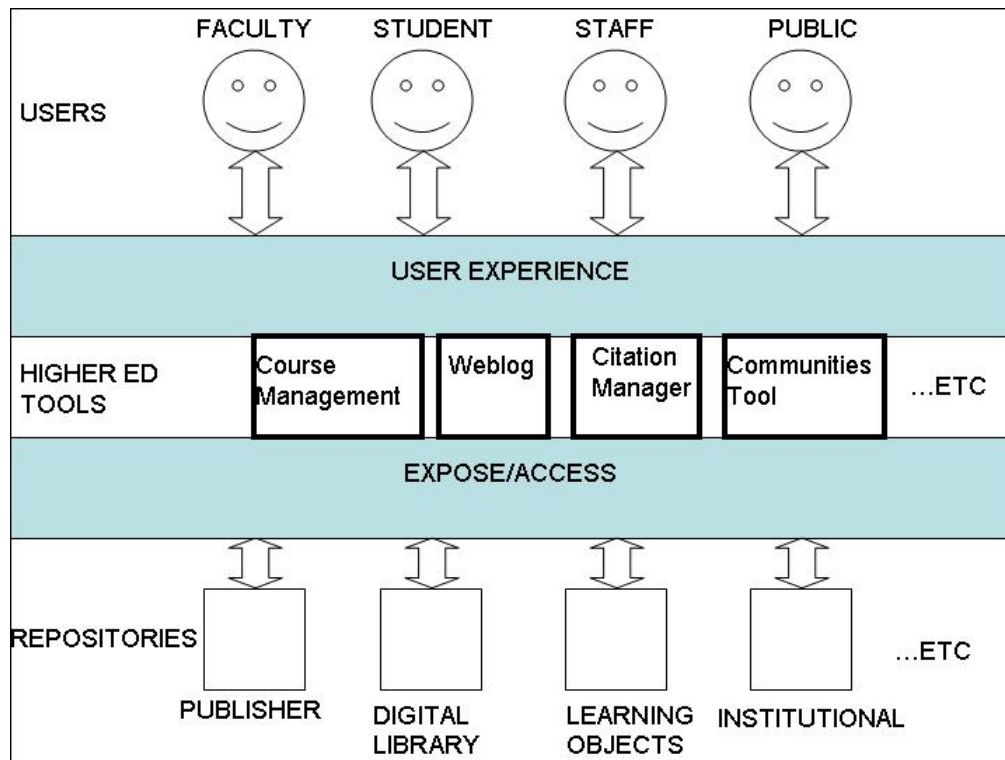 FACULTY
STUDENT
STAFF
PUBLIC
USERS
USER EXPERIENCE
HIGHER ED
TOOLS
Course
Management
Weblog
Citation
Manager
Communities
Tool
...ETC
EXPOSE/ACCESS
REPOSITORIES
...ETC
PUBLISHER
DIGITAL
LIBRARY
LEARNING
OBJECTS
INSTITUTIONAL